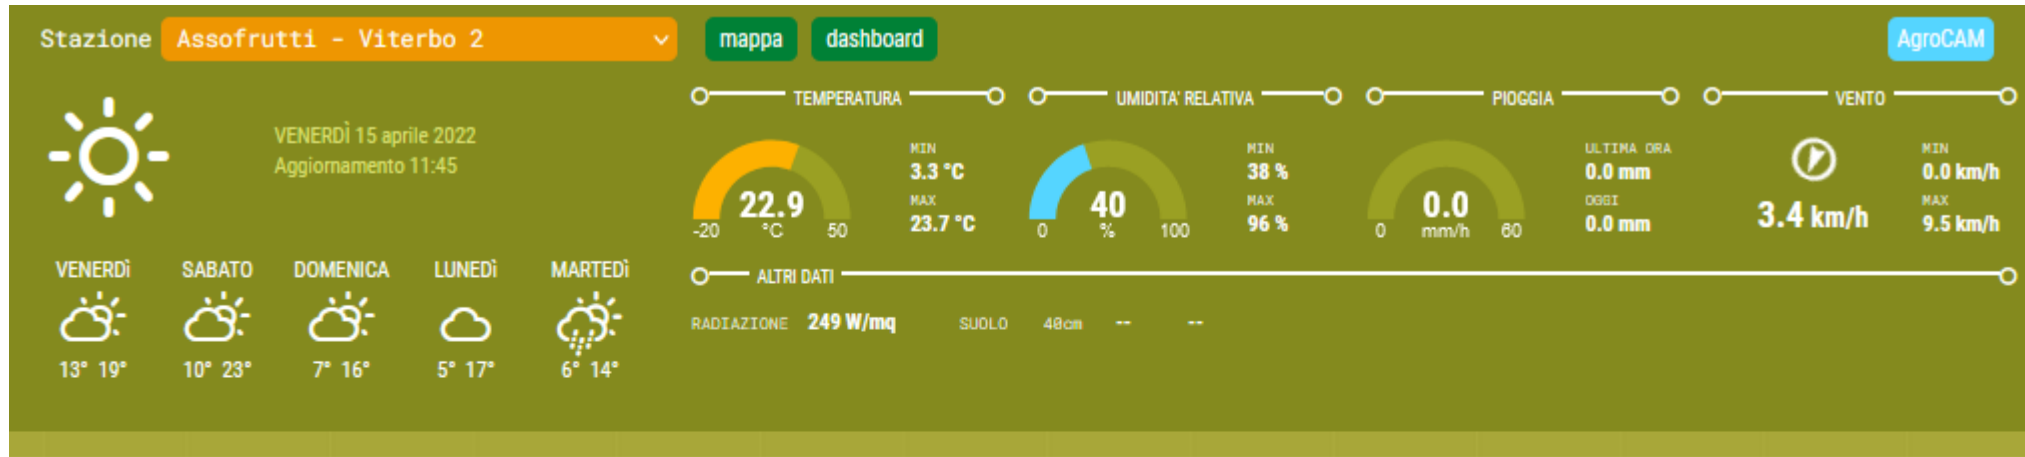 Stazione Assofrutti - Viterbo 2 mappa dashboard AgroCAM
VENERDÌ 15 aprile 2022
Aggiornamento 11:45
TEMPERATURA
22.9
°C
-20 50
MIN
3.3 °C
MAX
23.7 °C
UMIDITA' RELATIVA
40
%
0 100
MIN
38 %
MAX
96 %
PIOGGIA
0.0
mm/h
0 60
ULTIMA ORA
0.0 mm
OGGI
0.0 mm
VENTO
3.4 km/h
MIN
0.0 km/h
MAX
9.5 km/h
VENERDÌ SABATO DOMENICA LUNEDÌ MARTEDÌ
13° 19° 10° 23° 7° 16° 5° 17° 6° 14°
ALTRI DATI
RADIAZIONE 249 W/mq SUOLO 40cm -- --